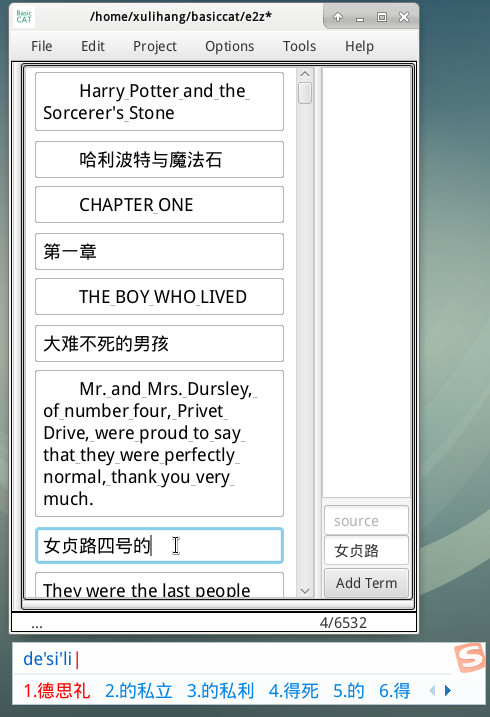 Basic
CAT
/home/xulihang/basiccat/e2z*
File Edit Project Options Tools Help
Harry Potter and the
Sorcerer's Stone
哈利波特与魔法石
CHAPTER ONE
第一章
THE BOY WHO LIVED
大难不死的男孩
Mr. and Mrs. Dursley,
of number four, Privet
Drive, were proud to say
that they were perfectly
normal, thank you very
much.
女贞路四号的
They were the last people
source
女贞路
Add Term
... 4/6532
de'si'li
1.德思礼 2.的私立 3.的私利 4.得死 5.的 6.得
S